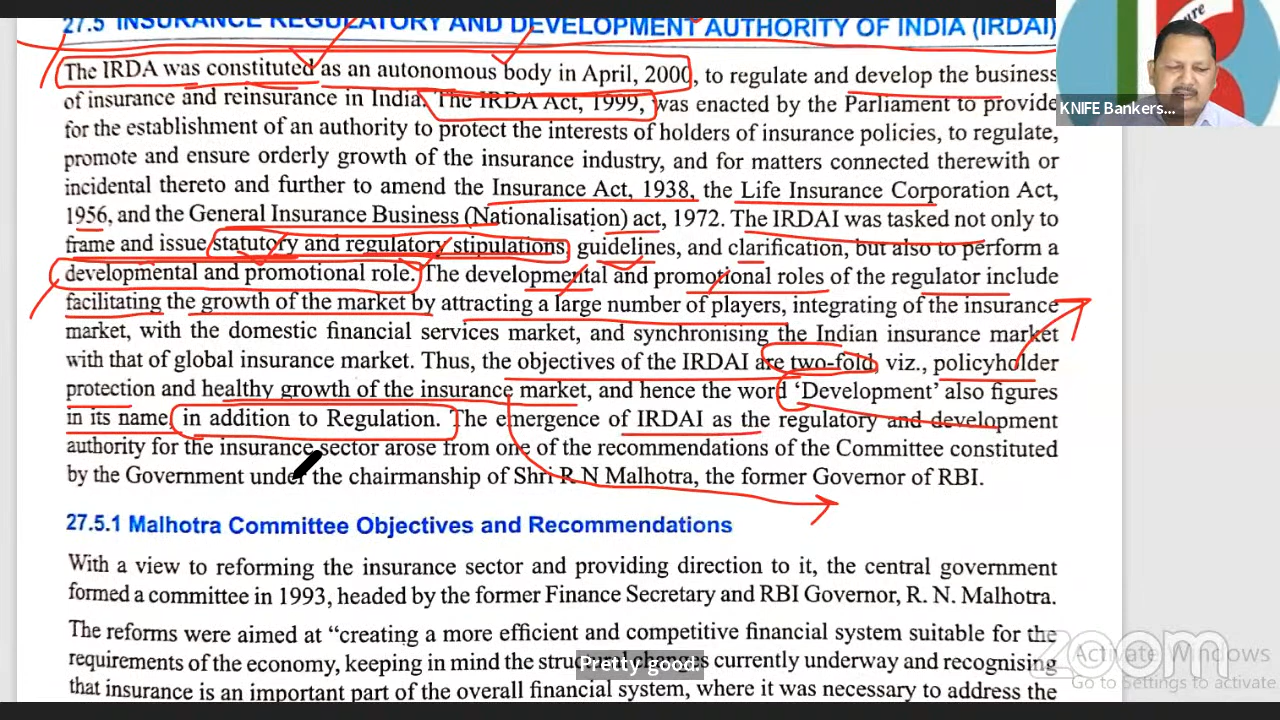 27.5 INSURANCE REGULATORY AND DEVELOPMENT AUTHORITY OF INDIA (IRDAI)
The IRDA was constituted as an autonomous body in April, 2000, to regulate and develop the business
of insurance and reinsurance in India. The IRDA Act, 1999, was enacted by the Parliament to provide
for the establishment of an authority to protect the interests of holders of insurance policies, to regulate,
promote and ensure orderly growth of the insurance industry, and for matters connected therewith or
incidental thereto and further to amend the Insurance Act, 1938, the Life Insurance Corporation Act,
1956, and the General Insurance Business (Nationalisation) act, 1972. The IRDAI was tasked not only to
frame and issue statutory and regulatory stipulations, guidelines, and clarification, but also to perform a
developmental and promotional role. The developmental and promotional roles of the regulator include
facilitating the growth of the market by attracting a large number of players, integrating of the insurance
market, with the domestic financial services market, and synchronising the Indian insurance market
with that of global insurance market. Thus, the objectives of the IRDAI are two-fold, viz., policyholder
protection and healthy growth of the insurance market, and hence the word ‘Development’ also figures
in its name, in addition to Regulation. The emergence of IRDAI as the regulatory and development
authority for the insurance sector arose from one of the recommendations of the Committee constituted
by the Government under the chairmanship of Shri R N Malhotra, the former Governor of RBI.
27.5.1 Malhotra Committee Objectives and Recommendations
With a view to reforming the insurance sector and providing direction to it, the central government
formed a committee in 1993, headed by the former Finance Secretary and RBI Governor, R. N. Malhotra.
The reforms were aimed at “creating a more efficient and competitive financial system suitable for the
requirements of the economy, keeping in mind the structural changes currently underway and recognising
that insurance is an important part of the overall financial system, where it was necessary to address the
KNIFE Bankers...
Pretty good.
zoom
Activate Windows
Go to Settings to activate